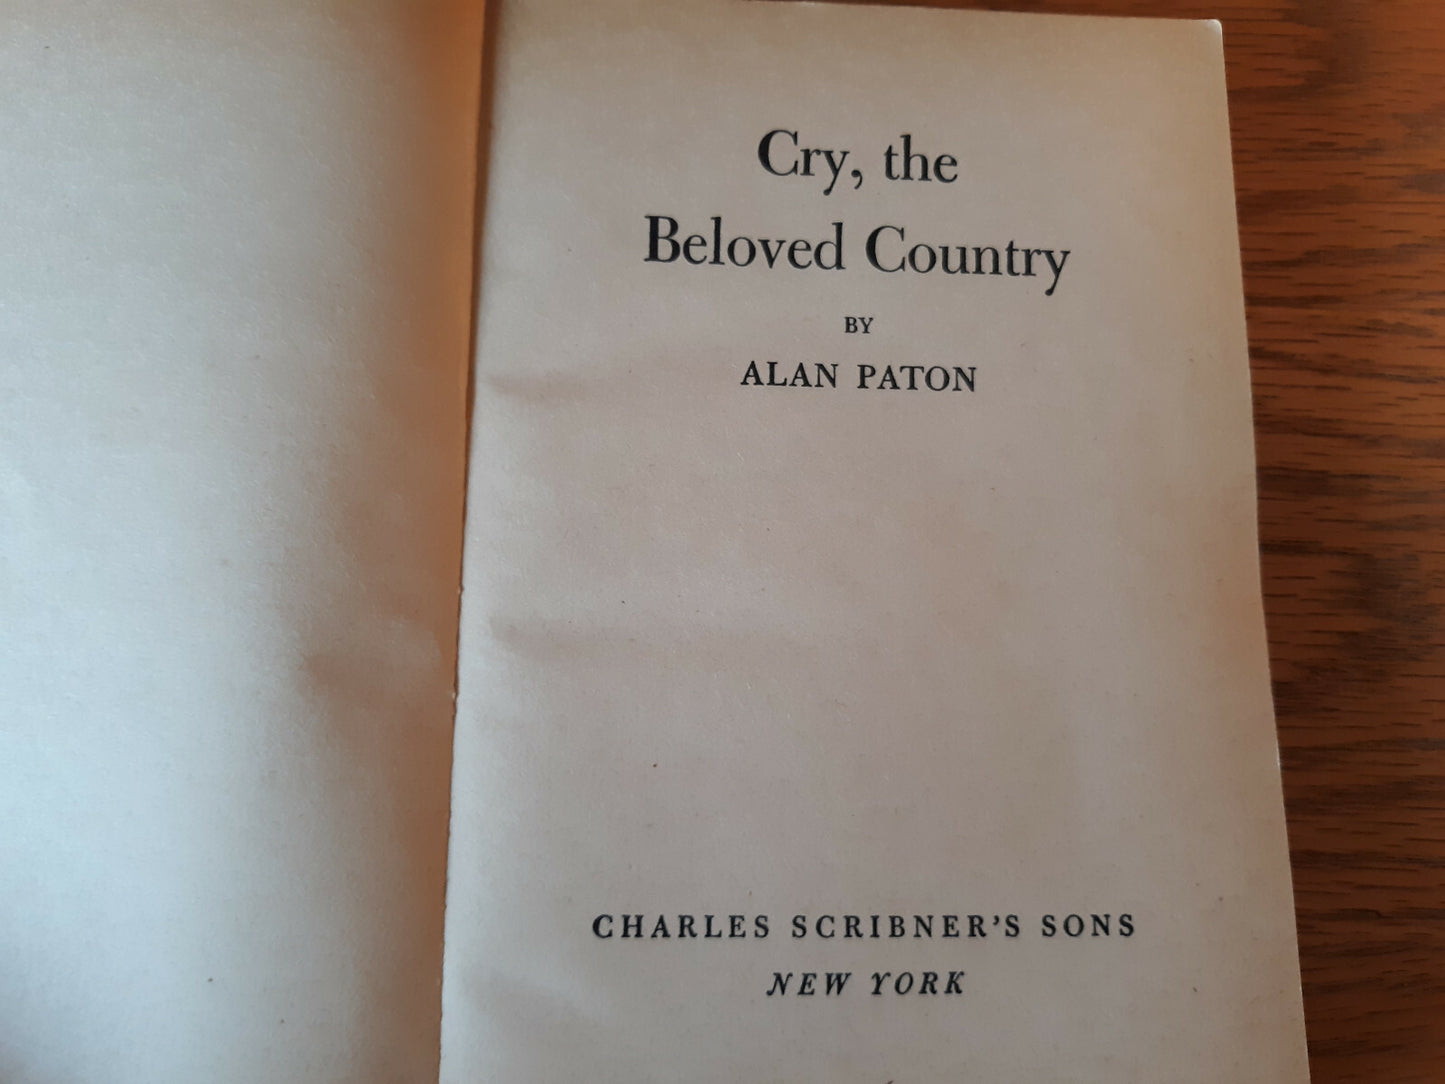 Cry, the
Beloved Country
BY
ALAN PATON
CHARLES SCRIBNER'S SONS
NEW YORK